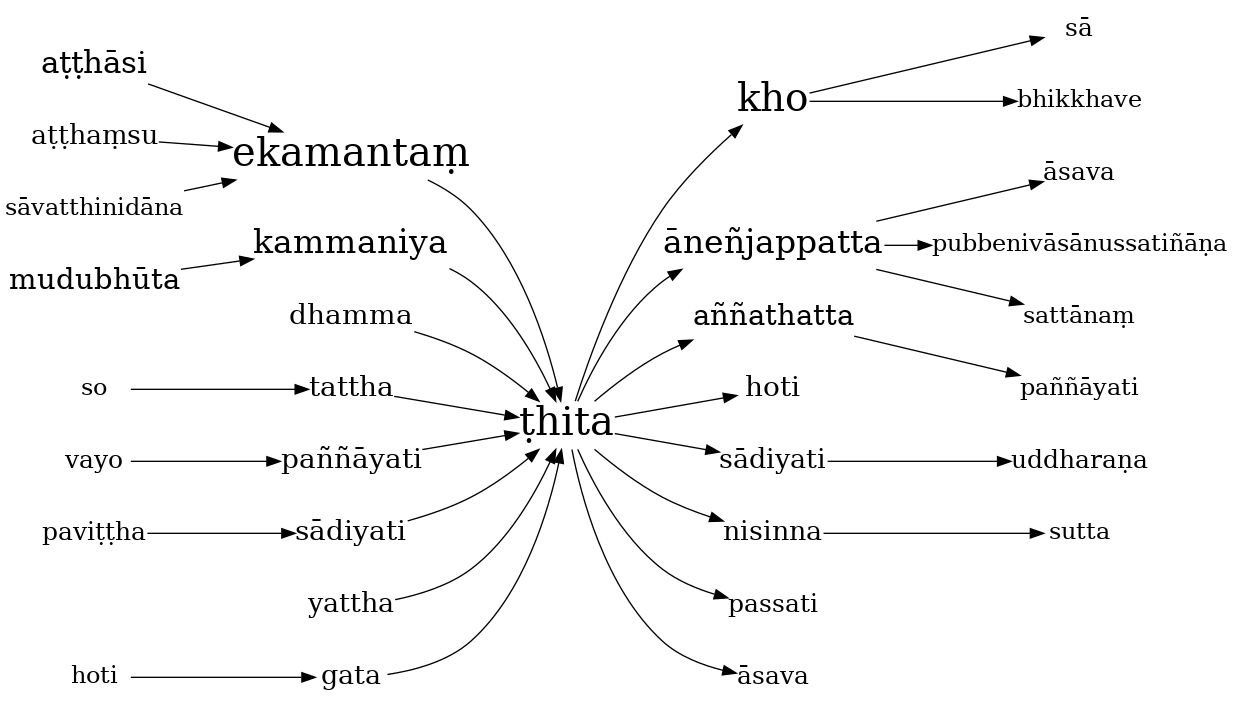 sā
aṭṭhāsi
kho
bhikkhave
aṭṭhaṃsu
ekamantaṃ
āsava
sāvatthinidāna
kammaniya
āneñjappatta
pubbenivāsānussatiñāṇa
mudubhūta
dhamma
aññathatta
sattānaṃ
so
tattha
hoti
paññāyati
ṭhita
vayo
paññāyati
sādiyati
uddharaṇa
paviṭṭha
sādiyati
nisinna
sutta
yattha
passati
hoti
gata
āsava